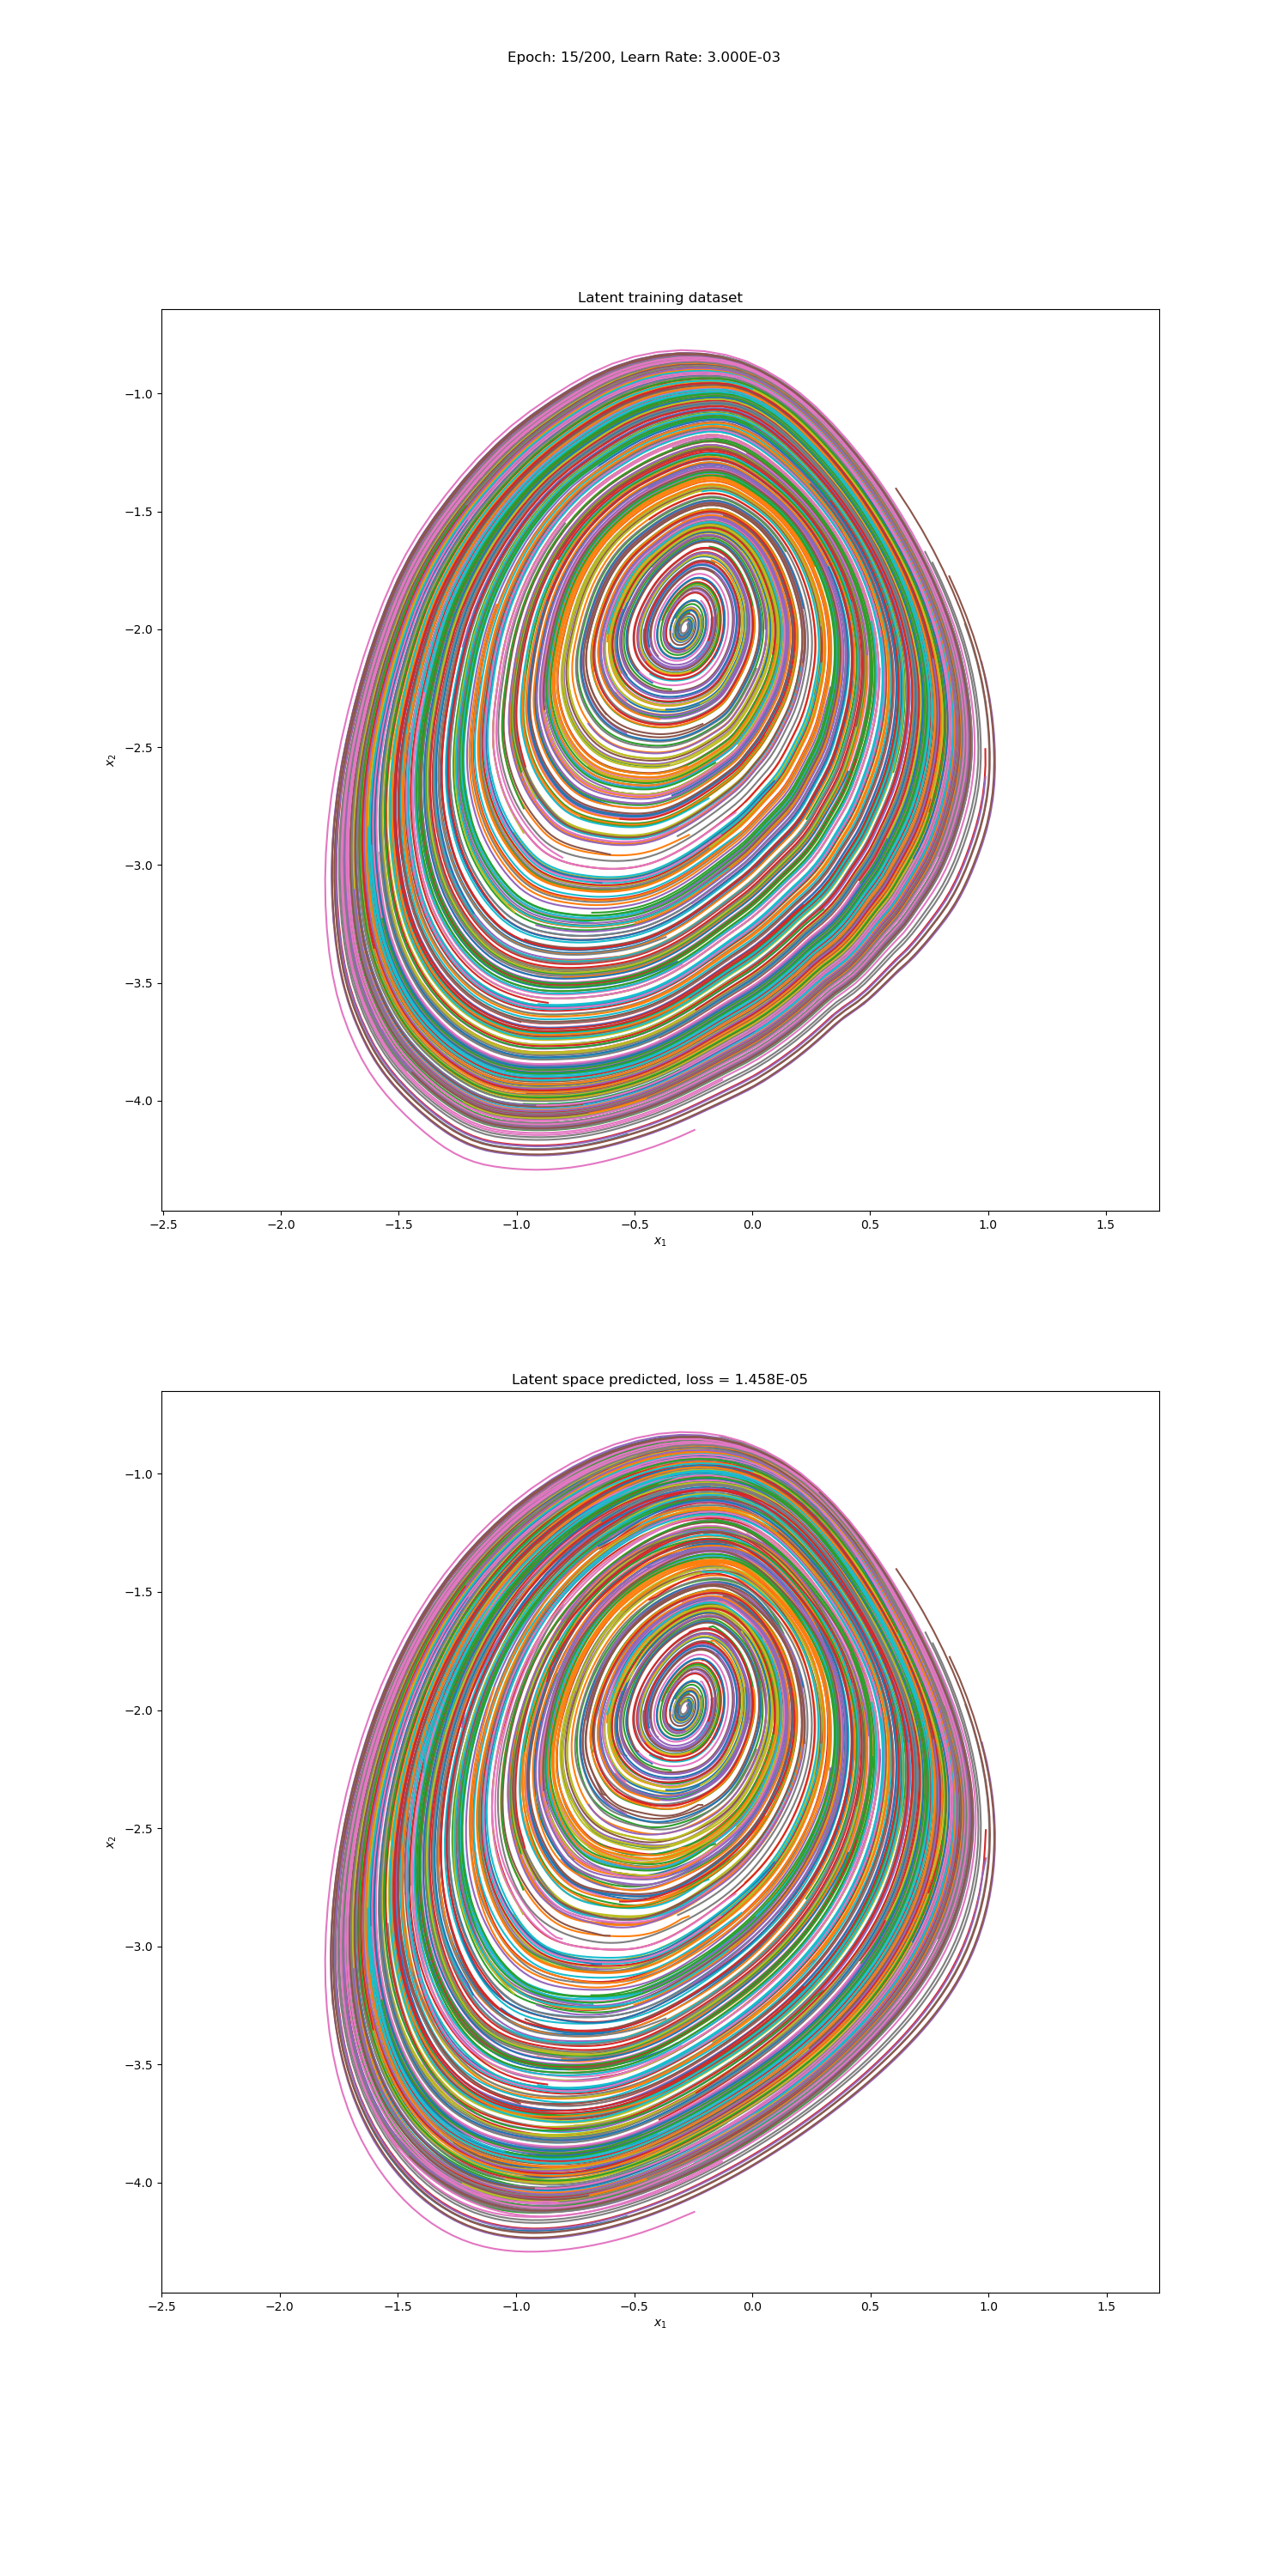 Epoch: 15/200, Learn Rate: 3.000E-03
Latent training dataset
−1.0
−1.5
−2.0
−2.5
−3.0
−3.5
−4.0
x₂
−2.5 −2.0 −1.5 −1.0 −0.5 0.0 0.5 1.0 1.5
x₁
Latent space predicted, loss = 1.458E-05
−1.0
−1.5
−2.0
−2.5
−3.0
−3.5
−4.0
x₂
−2.5 −2.0 −1.5 −1.0 −0.5 0.0 0.5 1.0 1.5
x₁